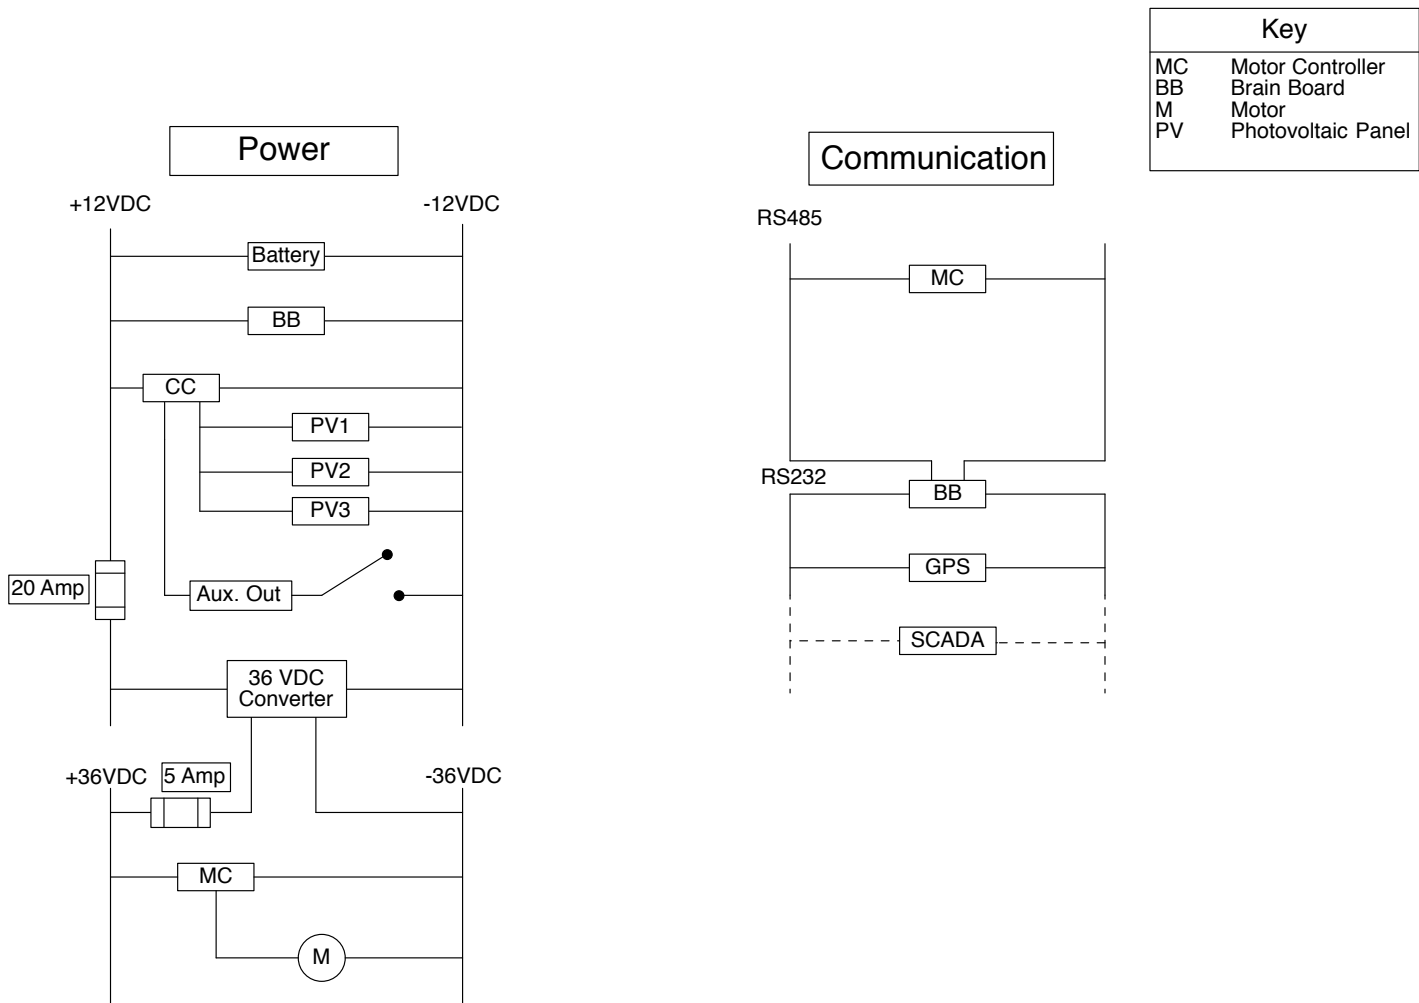 Key
MC Motor Controller
BB Brain Board
M Motor
PV Photovoltaic Panel
Power
+12VDC -12VDC
Battery
BB
CC
PV1
PV2
PV3
20 Amp
Aux. Out
36 VDC
Converter
+36VDC 5 Amp -36VDC
MC
M
Communication
RS485
MC
RS232
BB
GPS
SCADA